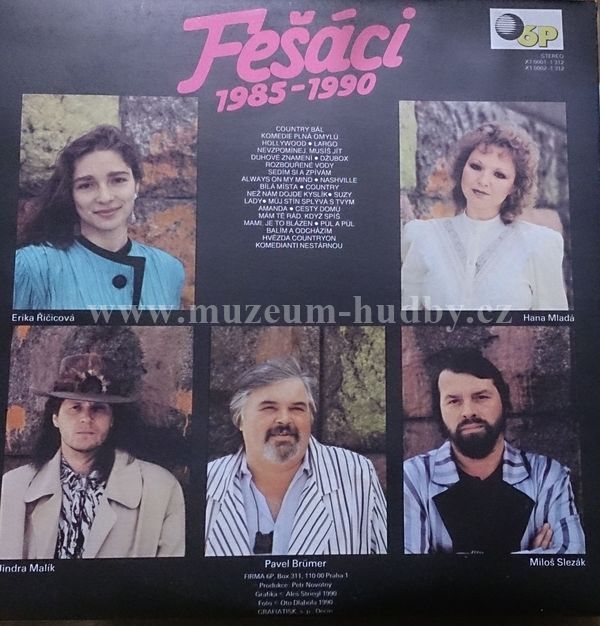 Fešáci
1985-1990
6P
STEREO
COUNTRY BÁL
KOMEDIE PLNÁ OMYLŮ
HOLLYWOOD • LARGO
NEVZPOMÍNEJ, MUSÍŠ JÍT
DUHOVÉ ZNAMENÍ • DŽUBOX
ROZBOUŘENÉ VODY
SEDÍM SI A ZPÍVÁM
ALWAYS ON MY MIND • NASHVILLE
BÍLÁ MÍSTA • COUNTRY
NEŽ NÁM DOJDE KYSLÍK • SUZY
LADY • MŮJ STÍN SPLÝVÁ S TVÝM
AMANDA • CESTY DOMŮ
MÁM TĚ RÁD, KDYŽ SPÍŠ
MAMI, JE TO BLÁZEN • PŮL A PŮL
BALÍM A ODCHÁZÍM
HVĚZDA COUNTRYON
KOMEDIANTI NESTÁRNOU
www.muzeum-hudby.cz
Erika Řičicová
Hana Mladá
Jindra Malík
Pavel Brümer
Miloš Slezák
FIRMA 6P, Box 311, 110 00 Praha 1
Produkce: Petr Novotný
Grafika © Aleš Striegl 1990
Foto © Oto Dlabola 1990
GRAFIATISK, s. p., Děčín